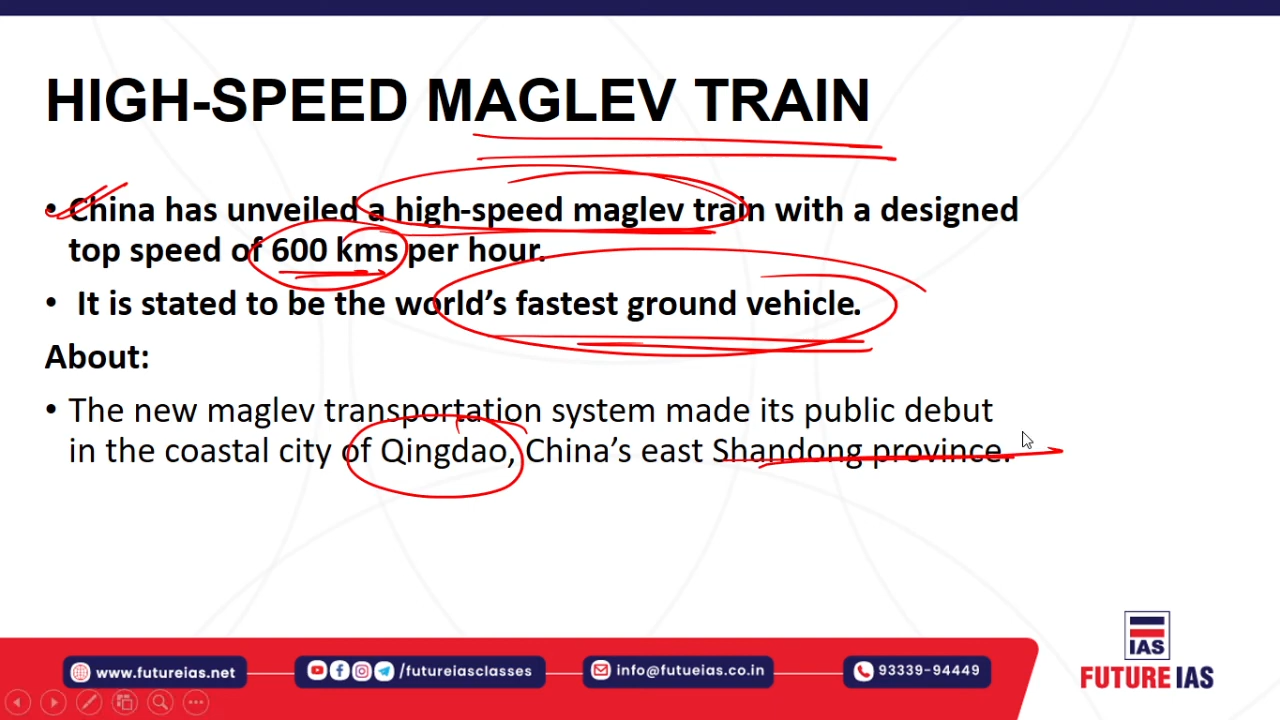 HIGH-SPEED MAGLEV TRAIN
• China has unveiled a high-speed maglev train with a designed
top speed of 600 kms per hour.
• It is stated to be the world's fastest ground vehicle.
About:
• The new maglev transportation system made its public debut
in the coastal city of Qingdao, China's east Shandong province.
IAS
FUTURE IAS
www.futureias.net
/futureiasclasses
info@futueias.co.in
93339-94449